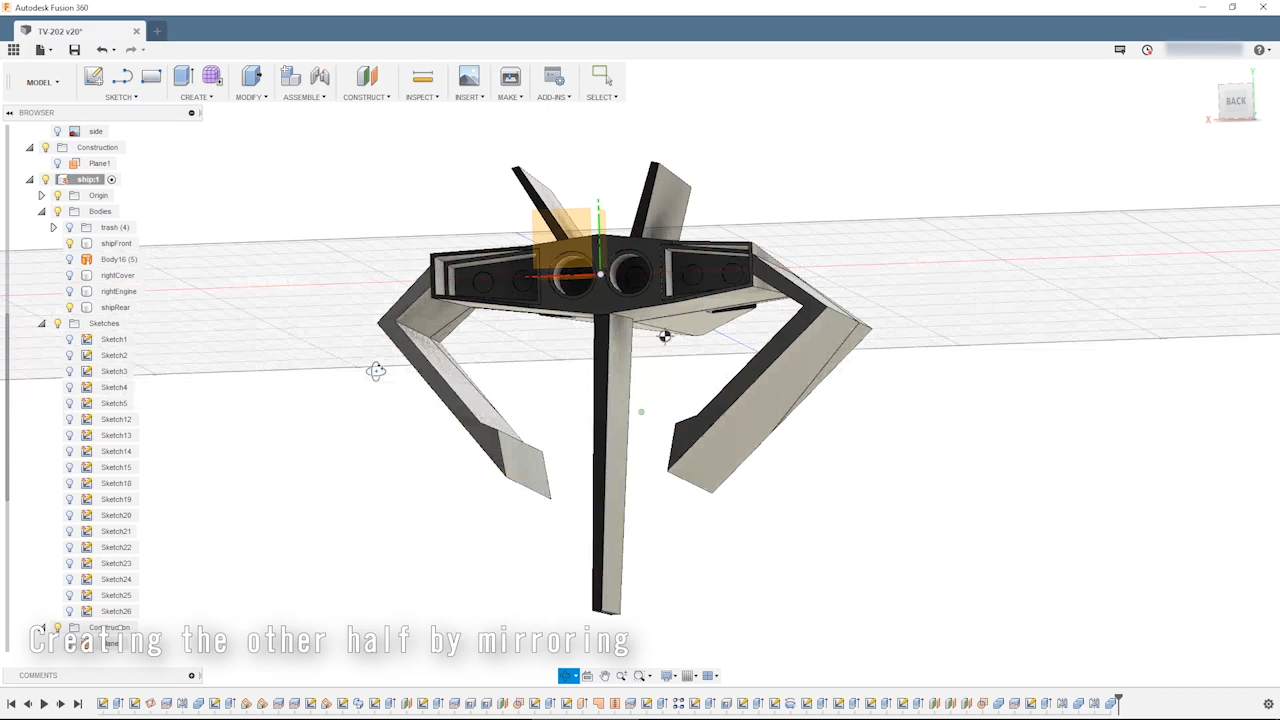 Autodesk Fusion 360
TV-202 v20*
MODEL
SKETCH
CREATE
MODIFY
ASSEMBLE
CONSTRUCT
INSPECT
INSERT
MAKE
ADD-INS
SELECT
BROWSER
BACK
Y
X
side
Construction
Plane1
ship:1
Origin
Bodies
trash (4)
shipFront
Body16 (5)
rightCover
rightEngine
shipRear
Sketches
Sketch1
Sketch2
Sketch3
Sketch4
Sketch5
Sketch12
Sketch13
Sketch14
Sketch15
Sketch18
Sketch19
Sketch20
Sketch21
Sketch22
Sketch23
Sketch24
Sketch25
Sketch26
Construction
Creating the other half by mirroring
COMMENTS